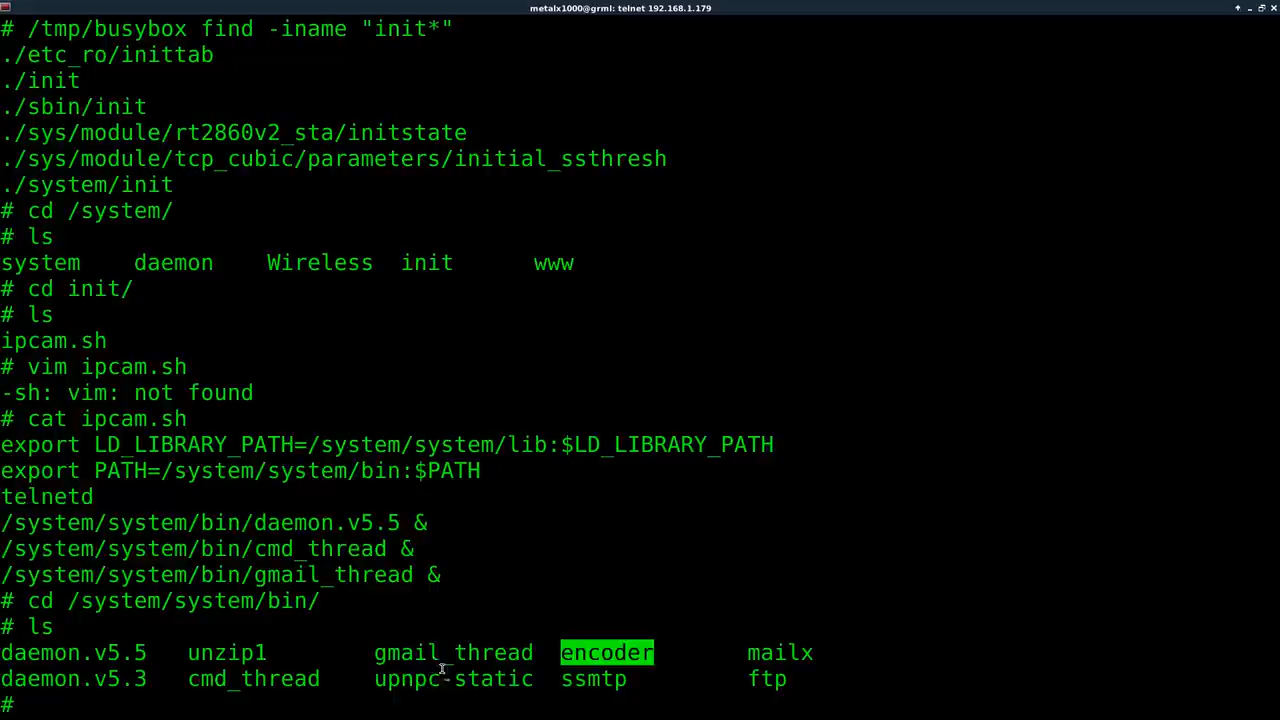 metalx1000@grml: telnet 192.168.1.179
# /tmp/busybox find -iname "init*"
./etc_ro/inittab
./init
./sbin/init
./sys/module/rt2860v2_sta/initstate
./sys/module/tcp_cubic/parameters/initial_ssthresh
./system/init
# cd /system/
# ls
system    daemon    Wireless  init      www
# cd init/
# ls
ipcam.sh
# vim ipcam.sh
-sh: vim: not found
# cat ipcam.sh
export LD_LIBRARY_PATH=/system/system/lib:$LD_LIBRARY_PATH
export PATH=/system/system/bin:$PATH
telnetd
/system/system/bin/daemon.v5.5 &
/system/system/bin/cmd_thread &
/system/system/bin/gmail_thread &
# cd /system/system/bin/
# ls
daemon.v5.5   unzip1        gmail_thread  encoder       mailx
daemon.v5.3   cmd_thread    upnpc-static  ssmtp         ftp
#